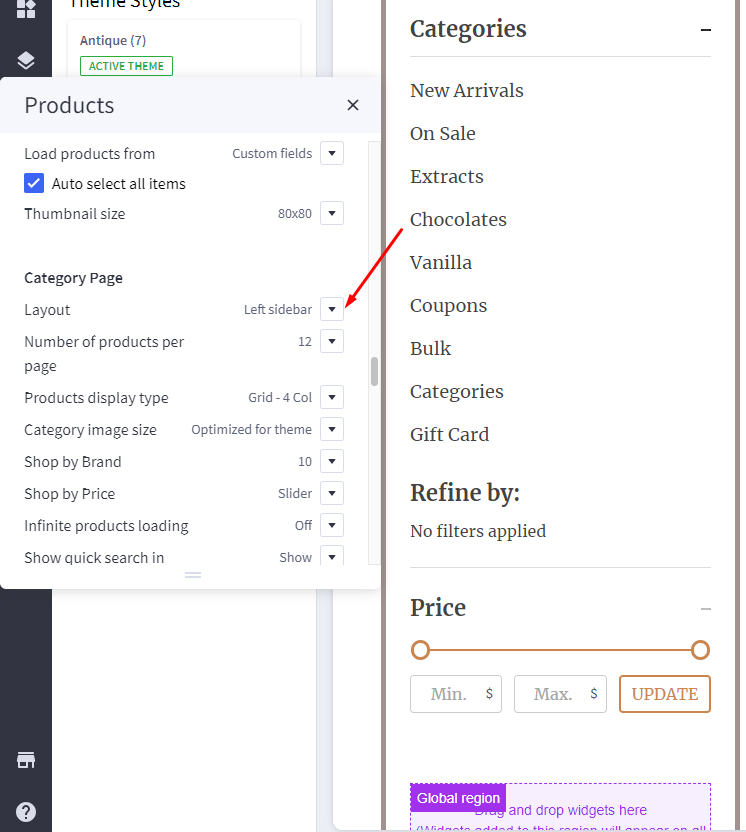 Theme Styles
Antique (7)
ACTIVE THEME
Products
Load products from Custom fields
Auto select all items
Thumbnail size 80x80
Category Page
Layout Left sidebar
Number of products per 12
page
Products display type Grid - 4 Col
Category image size Optimized for theme
Shop by Brand 10
Shop by Price Slider
Infinite products loading Off
Show quick search in Show
Categories
New Arrivals
On Sale
Extracts
Chocolates
Vanilla
Coupons
Bulk
Categories
Gift Card
Refine by:
No filters applied
Price
Min. $ Max. $ UPDATE
Global region
Drag and drop widgets here
(Widgets added to this region will appear on all